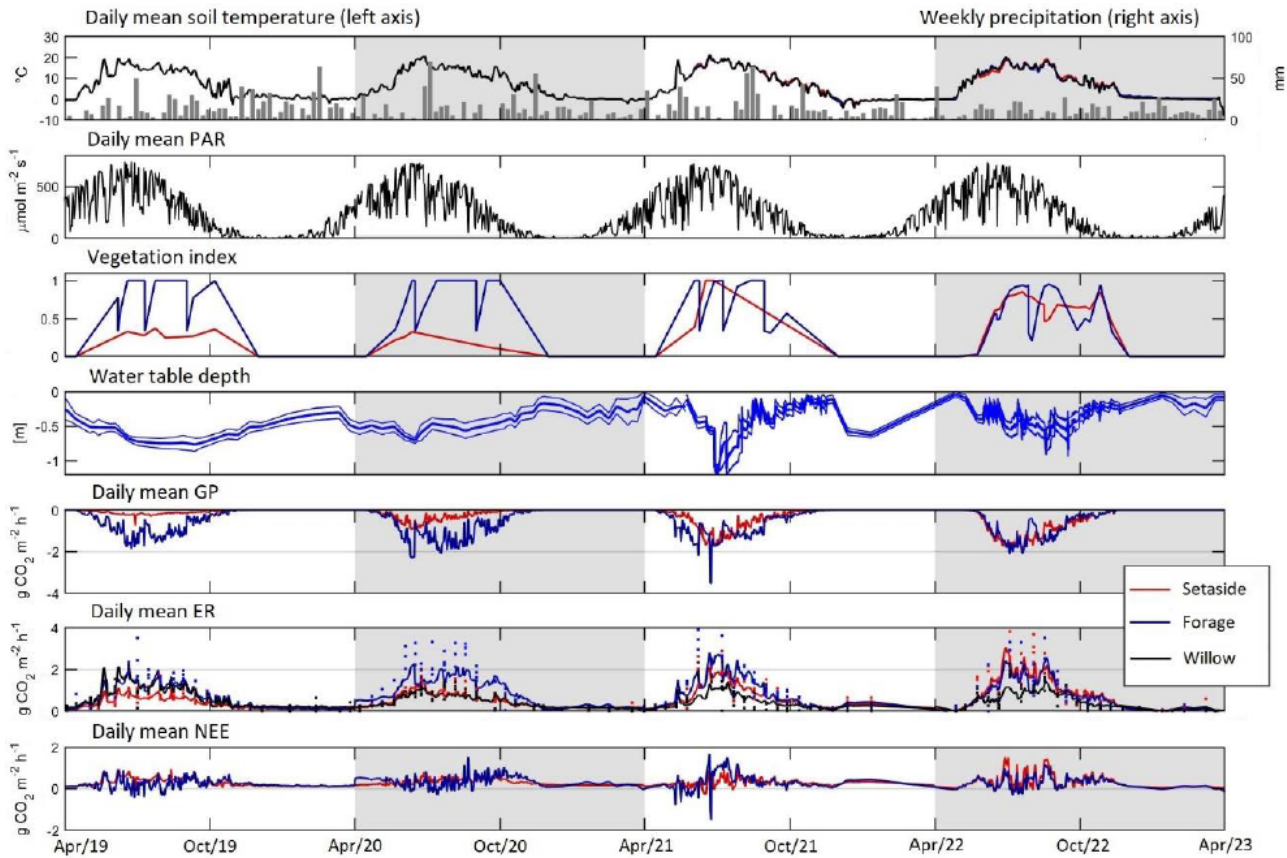 Daily mean soil temperature (left axis) Weekly precipitation (right axis)
30 100
20
°C 10 50 mm
0
-10 0
Daily mean PAR
500
μmol m⁻² s⁻¹
0
Vegetation index
1
0.5
0
Water table depth
0
[m] -0.5
-1
Daily mean GP
0
g CO₂ m⁻² h⁻¹ -2
-4
Daily mean ER
4
g CO₂ m⁻² h⁻¹ 2
0
Setaside
Forage
Willow
Daily mean NEE
2
g CO₂ m⁻² h⁻¹ 0
-2
Apr/19 Oct/19 Apr/20 Oct/20 Apr/21 Oct/21 Apr/22 Oct/22 Apr/23